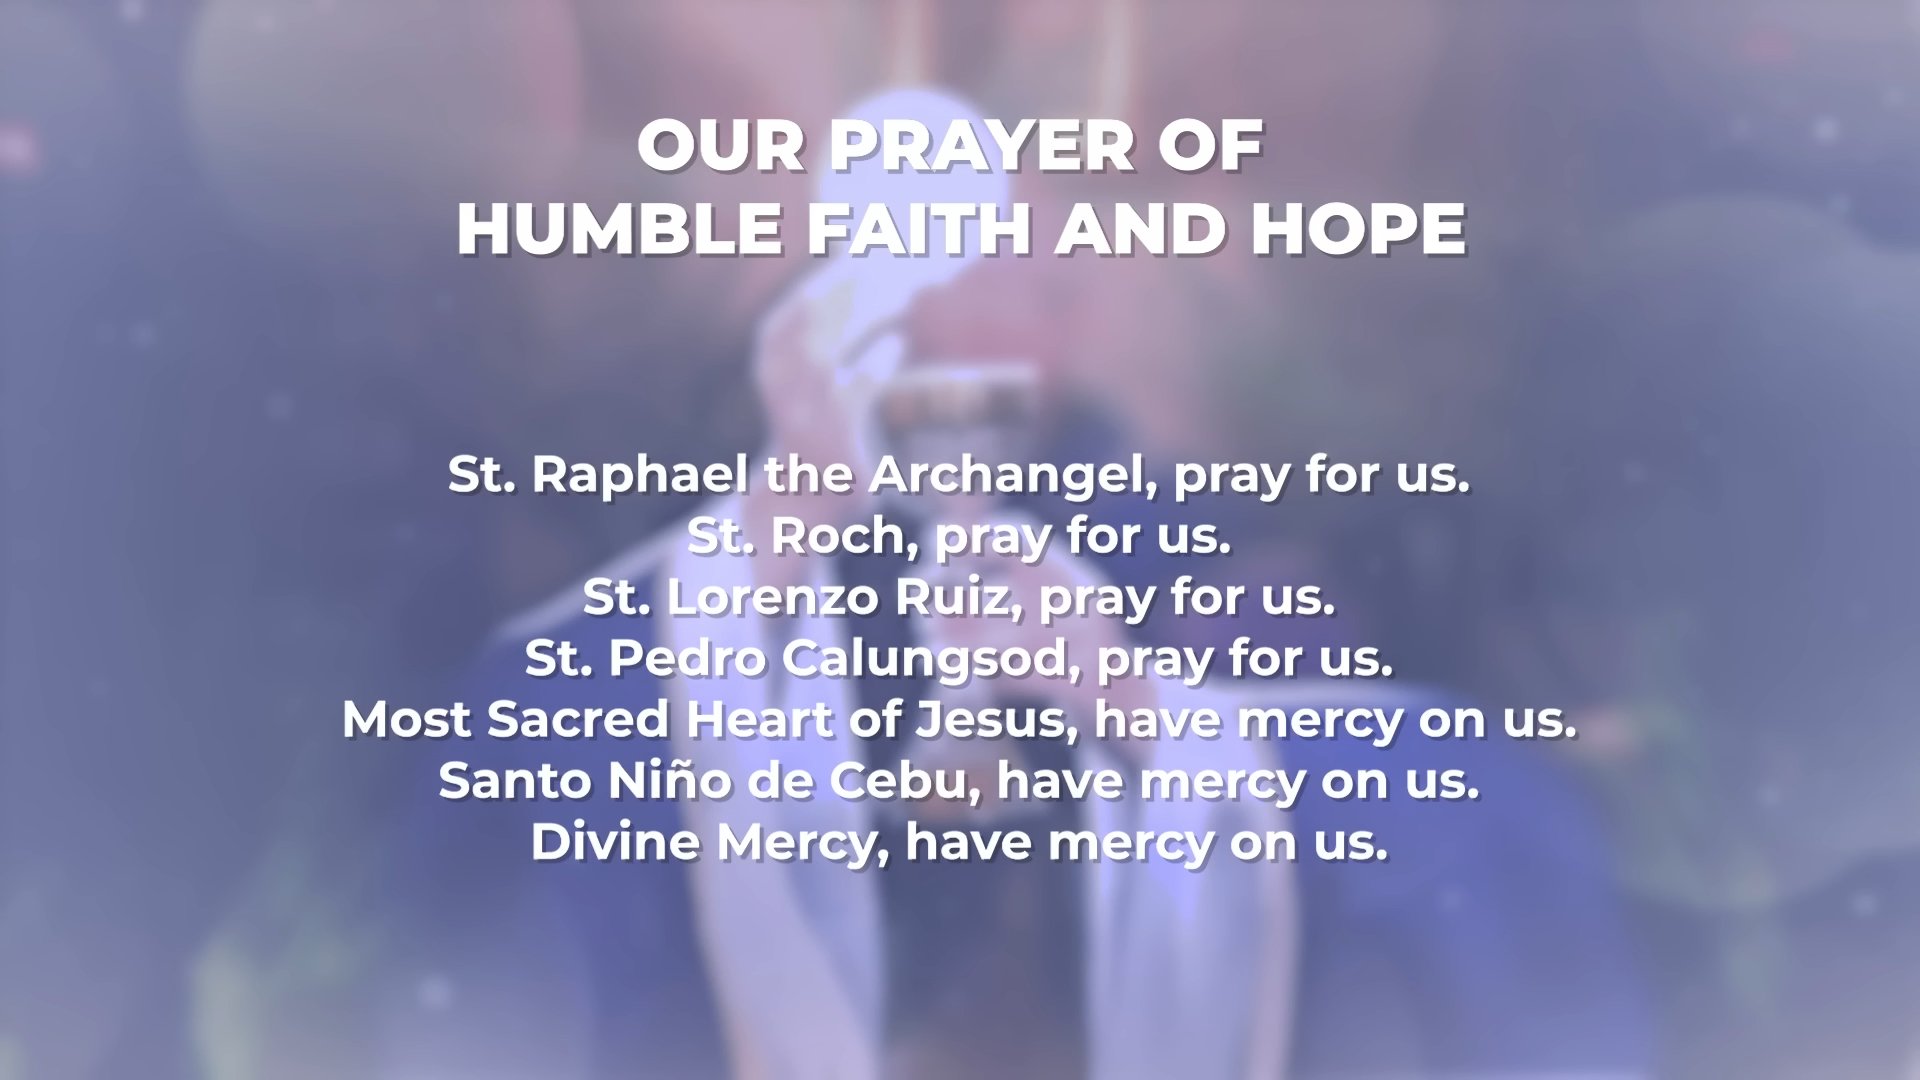 OUR PRAYER OF
HUMBLE FAITH AND HOPE
St. Raphael the Archangel, pray for us.
St. Roch, pray for us.
St. Lorenzo Ruiz, pray for us.
St. Pedro Calungsod, pray for us.
Most Sacred Heart of Jesus, have mercy on us.
Santo Niño de Cebu, have mercy on us.
Divine Mercy, have mercy on us.